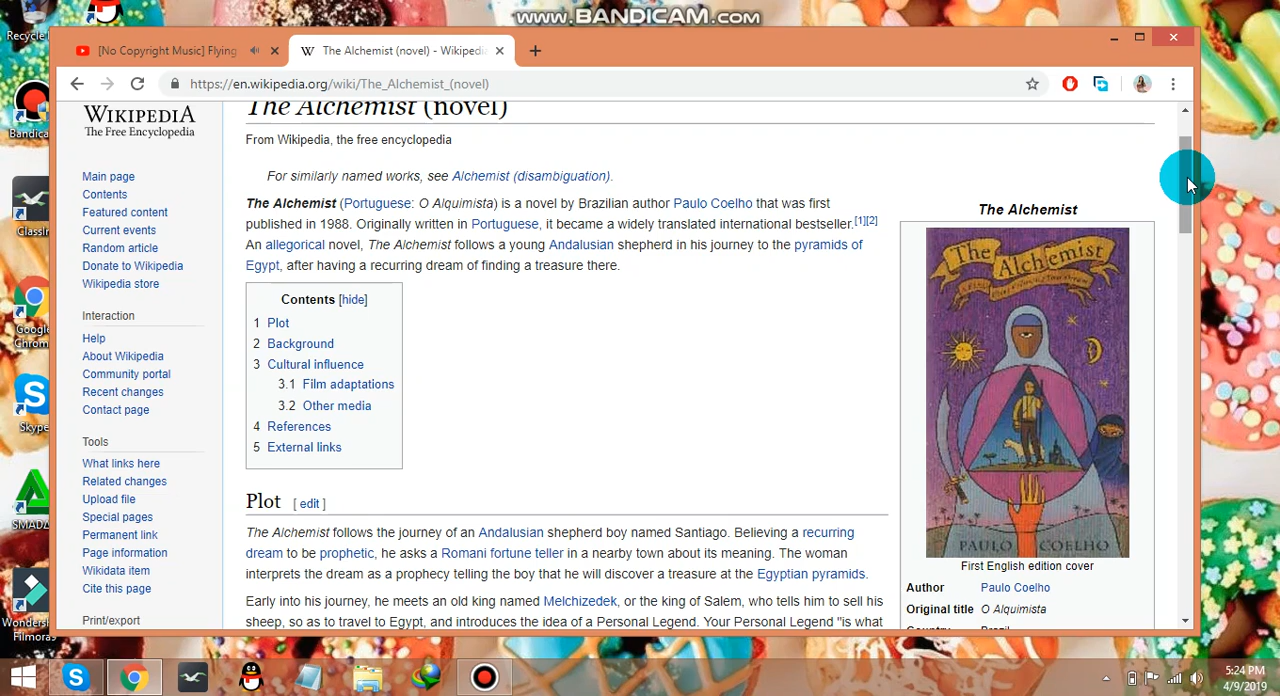 www.BANDICAM.com
Recycle
[No Copyright Music] Flying
The Alchemist (novel) - Wikipedi
https://en.wikipedia.org/wiki/The_Alchemist_(novel)
WIKIPEDIA
The Free Encyclopedia
Main page
Contents
Featured content
Current events
Random article
Donate to Wikipedia
Wikipedia store
Interaction
Help
About Wikipedia
Community portal
Recent changes
Contact page
Tools
What links here
Related changes
Upload file
Special pages
Permanent link
Page information
Wikidata item
Cite this page
Print/export
The Alchemist (novel)
From Wikipedia, the free encyclopedia
For similarly named works, see Alchemist (disambiguation).
The Alchemist (Portuguese: O Alquimista) is a novel by Brazilian author Paulo Coelho that was first
published in 1988. Originally written in Portuguese, it became a widely translated international bestseller.[1][2]
An allegorical novel, The Alchemist follows a young Andalusian shepherd in his journey to the pyramids of
Egypt, after having a recurring dream of finding a treasure there.
Contents [hide]
1 Plot
2 Background
3 Cultural influence
3.1 Film adaptations
3.2 Other media
4 References
5 External links
Plot [ edit ]
The Alchemist follows the journey of an Andalusian shepherd boy named Santiago. Believing a recurring
dream to be prophetic, he asks a Romani fortune teller in a nearby town about its meaning. The woman
interprets the dream as a prophecy telling the boy that he will discover a treasure at the Egyptian pyramids.
Early into his journey, he meets an old king named Melchizedek, or the king of Salem, who tells him to sell his
sheep, so as to travel to Egypt, and introduces the idea of a Personal Legend. Your Personal Legend "is what
The Alchemist
The Alchemist
PAULO COELHO
First English edition cover
Author Paulo Coelho
Original title O Alquimista
Country Brazil
Bandica
ClassIn
Google
Chrom
Skype
SMADA
Wonders
Filmora
5:24 PM
4/9/2019